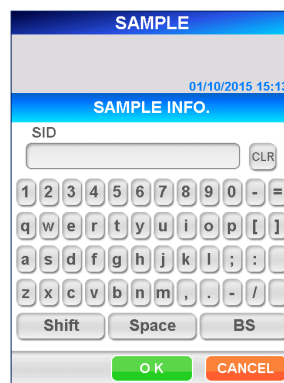 SAMPLE
01/10/2015 15:13
SAMPLE INFO.
SID
CLR
1 2 3 4 5 6 7 8 9 0 - =
q w e r t y u i o p [ ]
a s d f g h j k l ; :
z x c v b n m , . - /
Shift Space BS
O K CANCEL